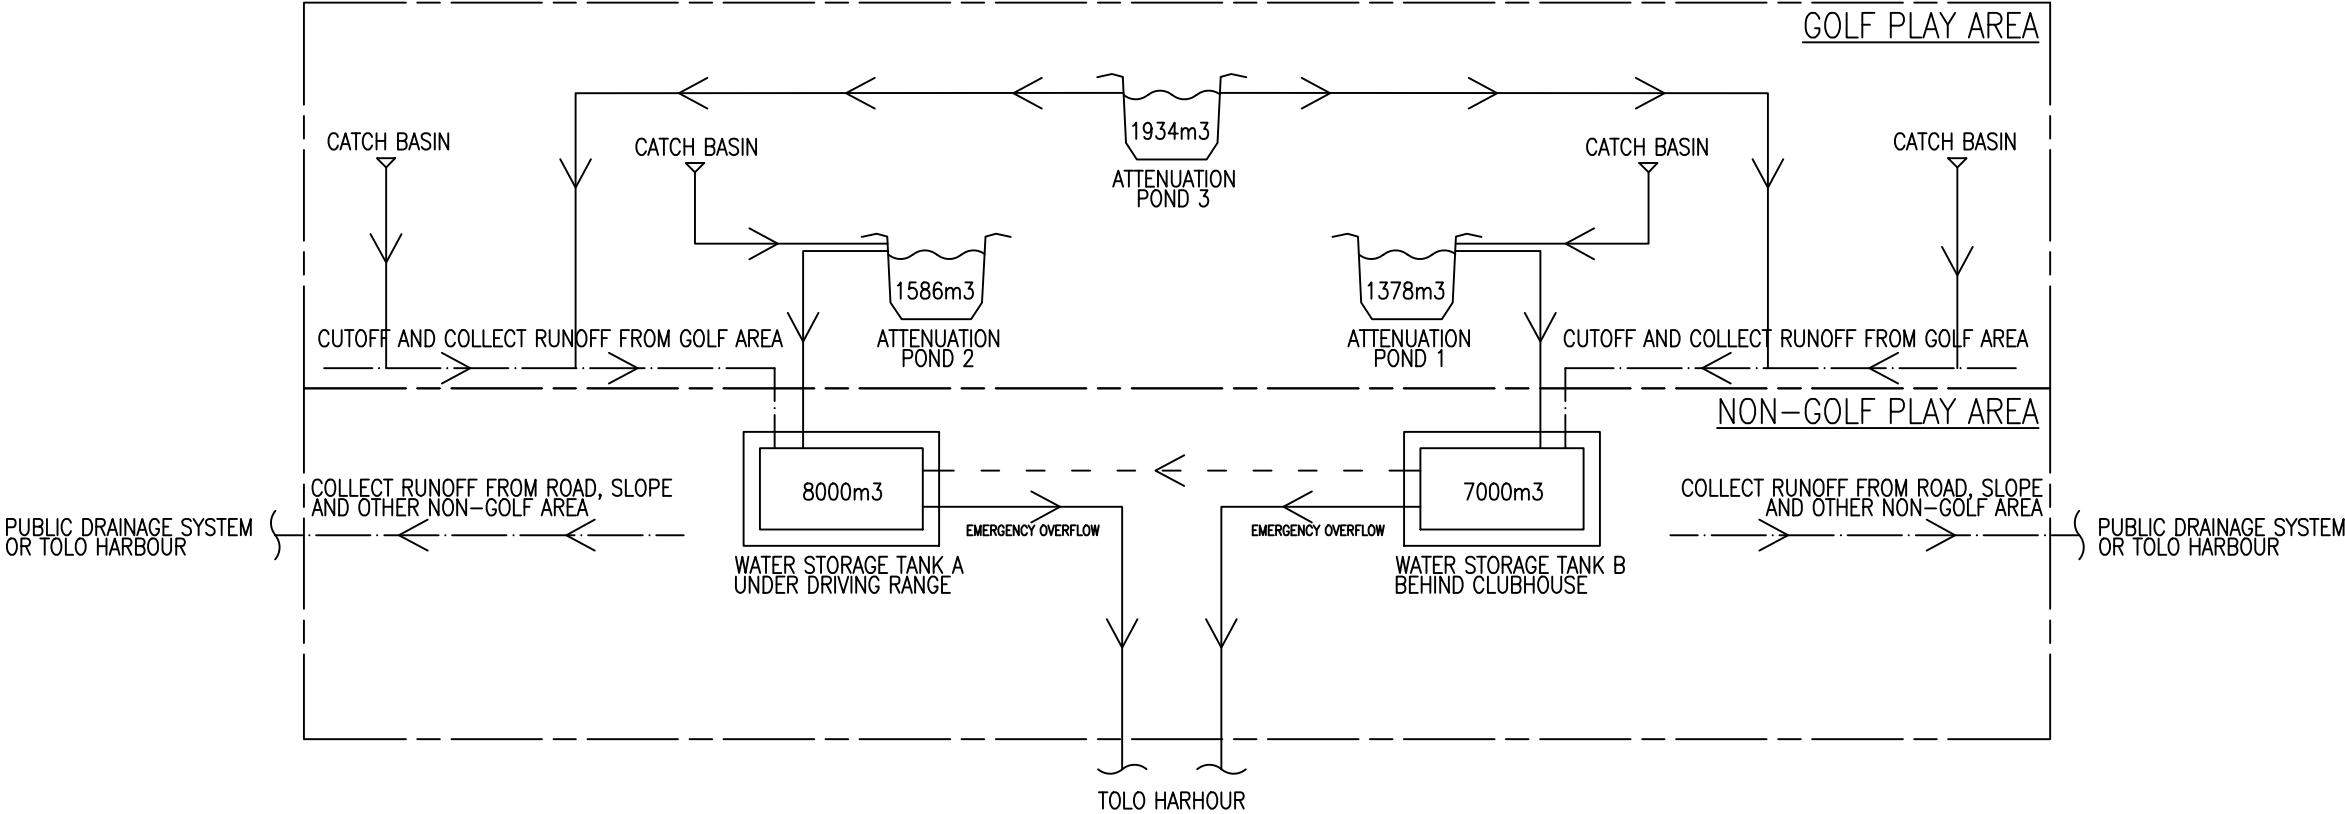 GOLF PLAY AREA
1934m3
CATCH BASIN
CATCH BASIN
CATCH BASIN
CATCH BASIN
ATTENUATION
POND 3
1586m3
1378m3
CUTOFF AND COLLECT RUNOFF FROM GOLF AREA
ATTENUATION
POND 2
ATTENUATION
POND 1
CUTOFF AND COLLECT RUNOFF FROM GOLF AREA
NON-GOLF PLAY AREA
COLLECT RUNOFF FROM ROAD, SLOPE
AND OTHER NON-GOLF AREA
8000m3
7000m3
COLLECT RUNOFF FROM ROAD, SLOPE
AND OTHER NON-GOLF AREA
PUBLIC DRAINAGE SYSTEM
OR TOLO HARBOUR
EMERGENCY OVERFLOW
EMERGENCY OVERFLOW
PUBLIC DRAINAGE SYSTEM
OR TOLO HARBOUR
WATER STORAGE TANK A
UNDER DRIVING RANGE
WATER STORAGE TANK B
BEHIND CLUBHOUSE
TOLO HARHOUR